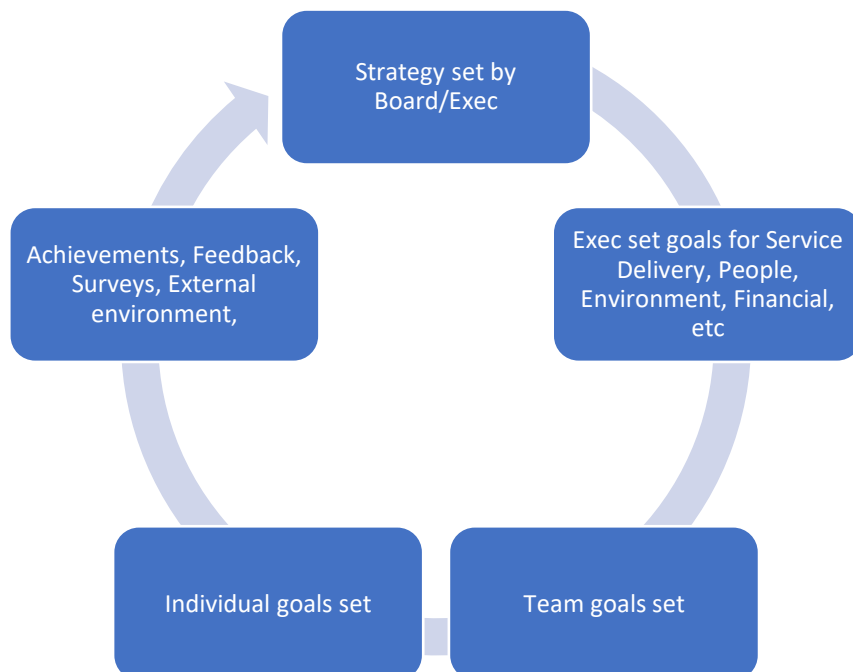 Strategy set by
Board/Exec
Exec set goals for Service
Delivery, People,
Environment, Financial,
etc
Team goals set
Individual goals set
Achievements, Feedback,
Surveys, External
environment,